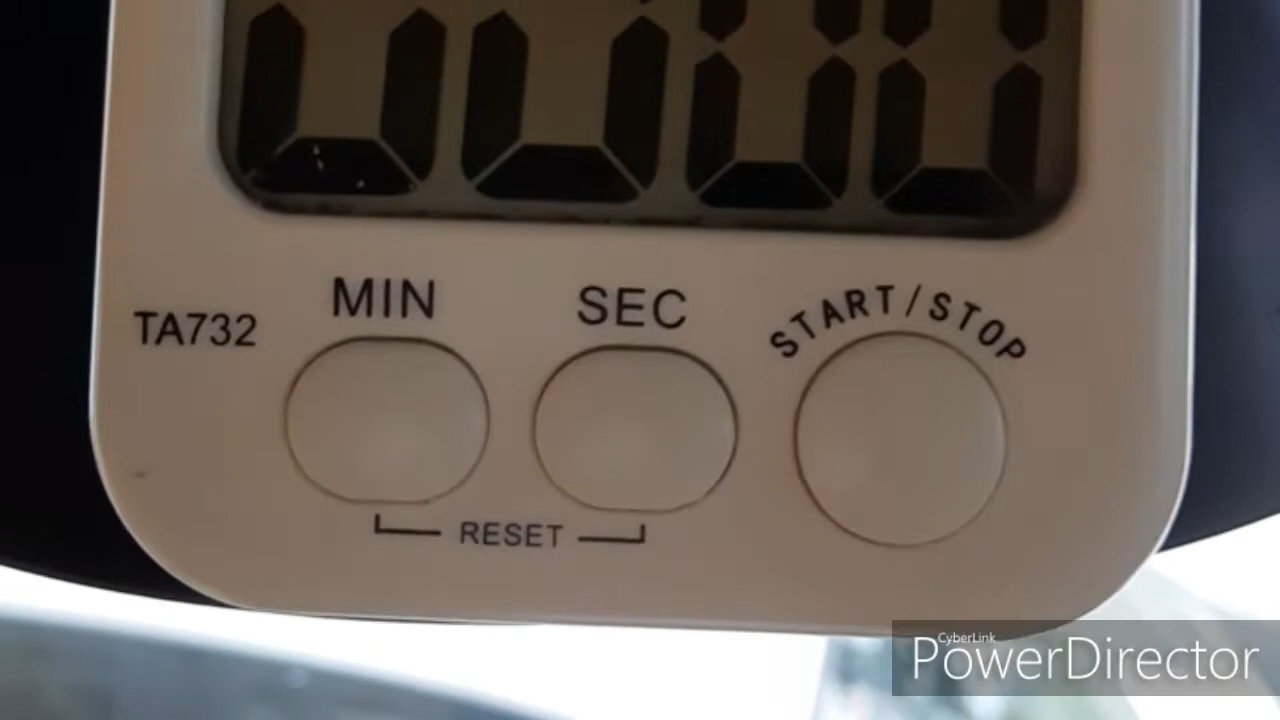 MIN
SEC
START/STOP
TA732
RESET
CyberLink
PowerDirector